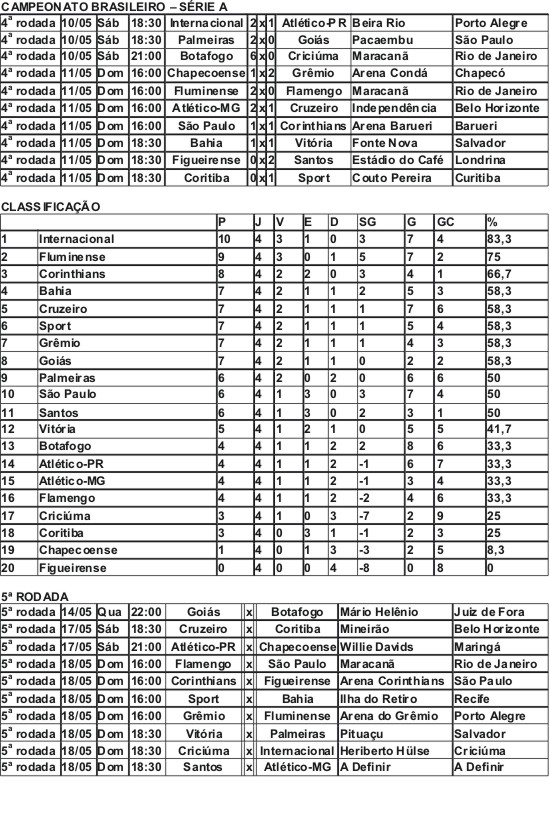 CAMPEONATO BRASILEIRO – SÉRIE A
4ª rodada 10/05 Sáb 18:30 Internacional 2 x 1 Atlético-PR Beira Rio Porto Alegre
4ª rodada 10/05 Sáb 18:30 Palmeiras 2 x 0 Goiás Pacaembu São Paulo
4ª rodada 10/05 Sáb 21:00 Botafogo 6 x 0 Criciúma Maracanã Rio de Janeiro
4ª rodada 11/05 Dom 16:00 Chapecoense 1 x 2 Grêmio Arena Condá Chapecó
4ª rodada 11/05 Dom 16:00 Fluminense 2 x 0 Flamengo Maracanã Rio de Janeiro
4ª rodada 11/05 Dom 16:00 Atlético-MG 2 x 1 Cruzeiro Independência Belo Horizonte
4ª rodada 11/05 Dom 16:00 São Paulo 1 x 1 Corinthians Arena Barueri Barueri
4ª rodada 11/05 Dom 18:30 Bahia 1 x 1 Vitória Fonte Nova Salvador
4ª rodada 11/05 Dom 18:30 Figueirense 0 x 2 Santos Estádio do Café Londrina
4ª rodada 11/05 Dom 18:30 Coritiba 0 x 1 Sport Couto Pereira Curitiba
CLASSIFICAÇÃO
P J V E D SG G GC %
1 Internacional 10 4 3 1 0 3 7 4 83,3
2 Fluminense 9 4 3 0 1 5 7 2 75
3 Corinthians 8 4 2 2 0 3 4 1 66,7
4 Bahia 7 4 2 1 1 2 5 3 58,3
5 Cruzeiro 7 4 2 1 1 1 7 6 58,3
6 Sport 7 4 2 1 1 1 5 4 58,3
7 Grêmio 7 4 2 1 1 1 4 3 58,3
8 Goiás 7 4 2 1 1 0 2 2 58,3
9 Palmeiras 6 4 2 0 2 0 6 6 50
10 São Paulo 6 4 1 3 0 3 7 4 50
11 Santos 6 4 1 3 0 2 3 1 50
12 Vitória 5 4 1 2 1 0 5 5 41,7
13 Botafogo 4 4 1 1 2 2 8 6 33,3
14 Atlético-PR 4 4 1 1 2 -1 6 7 33,3
15 Atlético-MG 4 4 1 1 2 -1 3 4 33,3
16 Flamengo 4 4 1 1 2 -2 4 6 33,3
17 Criciúma 3 4 1 0 3 -7 2 9 25
18 Coritiba 3 4 0 3 1 -1 2 3 25
19 Chapecoense 1 4 0 1 3 -3 2 5 8,3
20 Figueirense 0 4 0 0 4 -8 0 8 0
5ª RODADA
5ª rodada 14/05 Qua 22:00 Goiás x Botafogo Mário Helênio Juiz de Fora
5ª rodada 17/05 Sáb 18:30 Cruzeiro x Coritiba Mineirão Belo Horizonte
5ª rodada 17/05 Sáb 21:00 Atlético-PR x Chapecoense Willie Davids Maringá
5ª rodada 18/05 Dom 16:00 Flamengo x São Paulo Maracanã Rio de Janeiro
5ª rodada 18/05 Dom 16:00 Corinthians x Figueirense Arena Corinthians São Paulo
5ª rodada 18/05 Dom 16:00 Sport x Bahia Ilha do Retiro Recife
5ª rodada 18/05 Dom 16:00 Grêmio x Fluminense Arena do Grêmio Porto Alegre
5ª rodada 18/05 Dom 18:30 Vitória x Palmeiras Pituaçu Salvador
5ª rodada 18/05 Dom 18:30 Criciúma x Internacional Heriberto Hülse Criciúma
5ª rodada 18/05 Dom 18:30 Santos x Atlético-MG A Definir A Definir